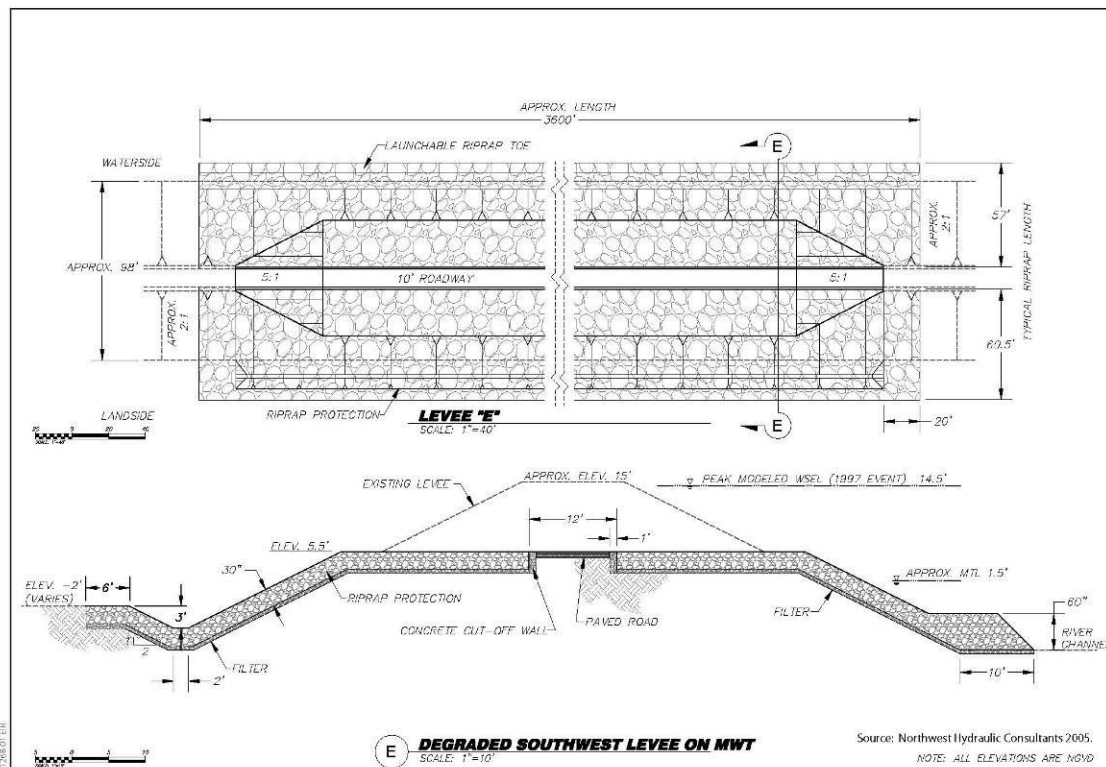 APPROX. LENGTH
3600'
LAUNCHABLE RIPRAP TOE
E
WATERSIDE
57'
APPROX.
2:1
TYPICAL RIPRAP LENGTH
APPROX. 98'
5:1
10' ROADWAY
5:1
APPROX.
2:1
60.5'
LANDSIDE
RIPRAP PROTECTION
LEVEE "E"
SCALE: 1"=40'
E
20'
EXISTING LEVEE
APPROX. ELEV. 15'
PEAK MODELED WSEL (1997 EVENT) 14.5'
12'
1'
ELEV. 5.5'
30"
ELEV. -2'
(VARIES)
6'
3'
RIPRAP PROTECTION
APPROX. MTL 1.5'
FILTER
60"
RIVER
CHANNEL
CONCRETE CUT-OFF WALL
PAVED ROAD
1
2
FILTER
2'
10'
E
DEGRADED SOUTHWEST LEVEE ON MWT
SCALE: 1"=10'
Source: Northwest Hydraulic Consultants 2005.
NOTE: ALL ELEVATIONS ARE NGVD